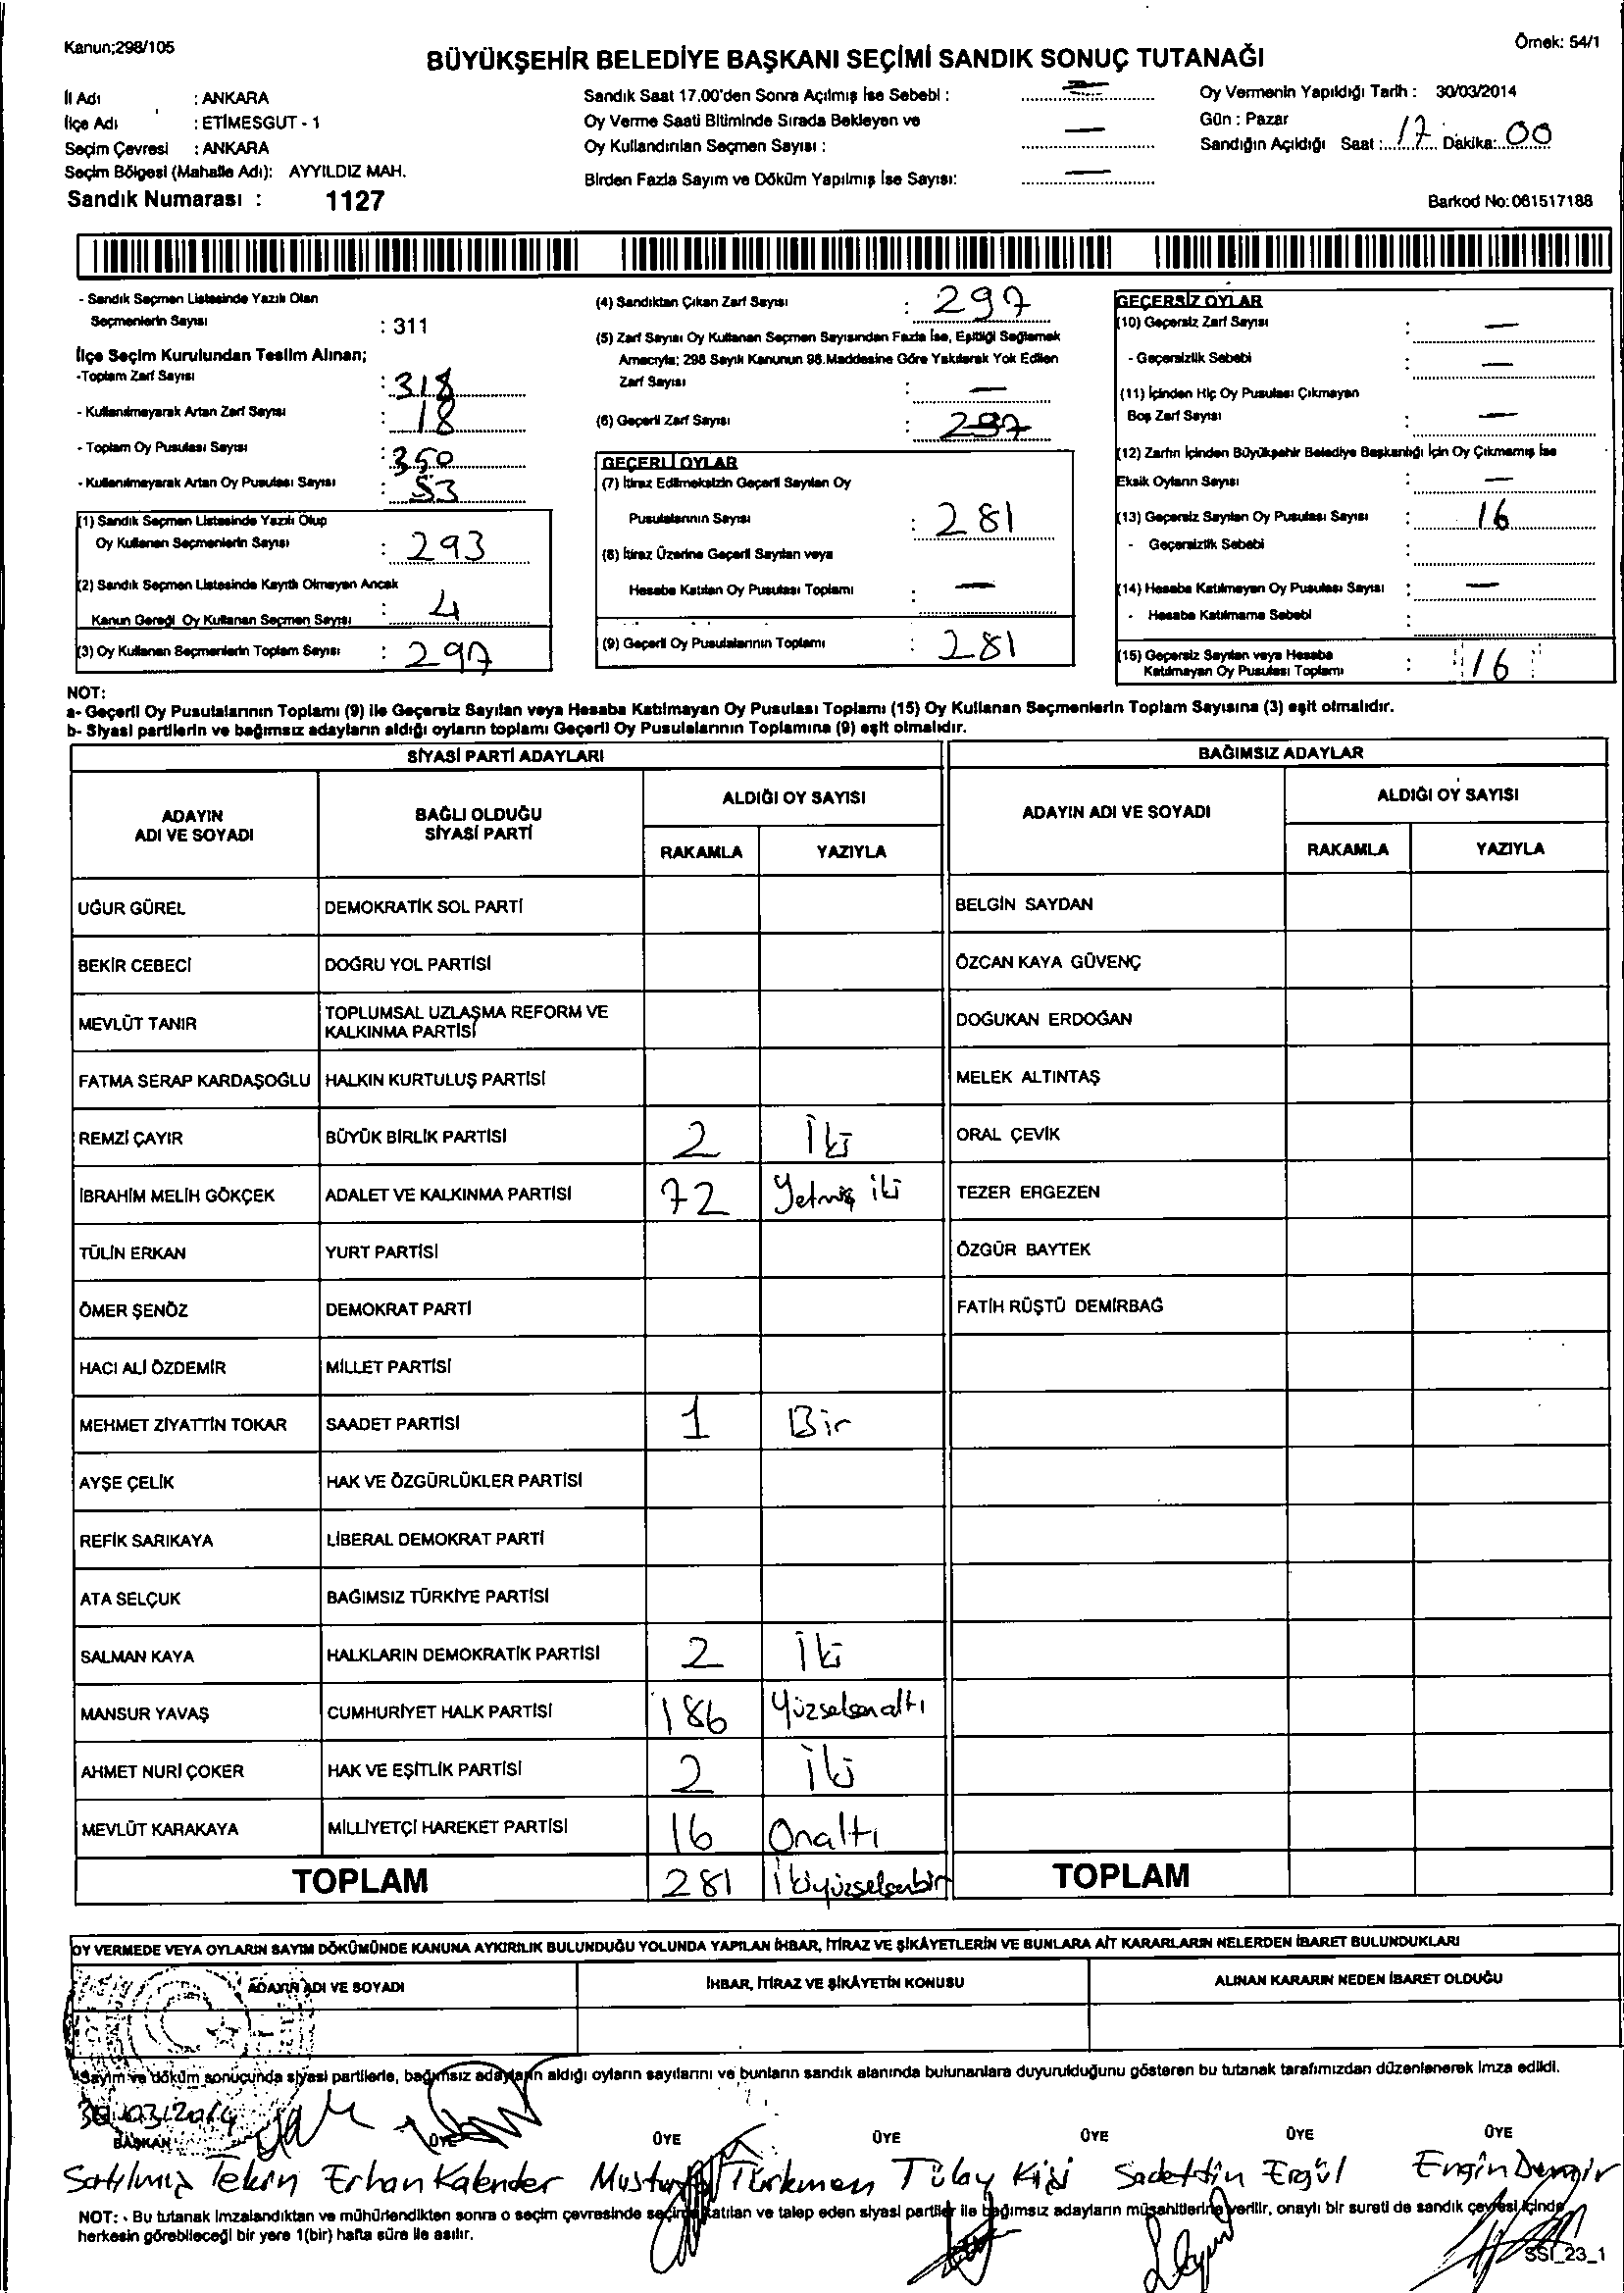 Kanun;298/105
Örnek: 54/1
BÜYÜKŞEHİR BELEDİYE BAŞKANI SEÇİMİ SANDIK SONUÇ TUTANAĞI
İl Adı : ANKARA
İlçe Adı : ETİMESGUT - 1
Seçim Çevresi : ANKARA
Seçim Bölgesi (Mahalle Adı): AYYILDIZ MAH.
Sandık Numarası : 1127
Sandık Saat 17.00'den Sonra Açılmış İse Sebebi : —
Oy Verme Saati Bitiminde Sırada Bekleyen ve
Oy Kullandırılan Seçmen Sayısı : —
Birden Fazla Sayım ve Döküm Yapılmış İse Sayısı: —
Oy Vermenin Yapıldığı Tarih : 30/03/2014
Gün : Pazar
Sandığın Açıldığı Saat : 17 Dakika: 00
Barkod No: 061517188
- Sandık Seçmen Listesinde Yazılı Olan
Seçmenlerin Sayısı : 311
İlçe Seçim Kurulundan Teslim Alınan;
-Toplam Zarf Sayısı : 318
- Kullanılmayarak Artan Zarf Sayısı : 18
- Toplam Oy Pusulası Sayısı : 350
- Kullanılmayarak Artan Oy Pusulası Sayısı : 53
(1) Sandık Seçmen Listesinde Yazılı Olup
Oy Kullanan Seçmenlerin Sayısı : 293
(2) Sandık Seçmen Listesinde Kayıtlı Olmayan Ancak
Kanun Gereği Oy Kullanan Seçmen Sayısı : 4
(3) Oy Kullanan Seçmenlerin Toplam Sayısı : 297
(4) Sandıktan Çıkan Zarf Sayısı : 297
(5) Zarf Sayısı Oy Kullanan Seçmen Sayısından Fazla İse, Eşitliği Sağlamak
Amacıyla; 298 Sayılı Kanunun 98.Maddesine Göre Yakılarak Yok Edilen
Zarf Sayısı : —
(6) Geçerli Zarf Sayısı : 297
GEÇERLİ OYLAR
(7) İtiraz Edilmeksizin Geçerli Sayılan Oy
Pusulalarının Sayısı : 281
(8) İtiraz Üzerine Geçerli Sayılan veya
Hesaba Katılan Oy Pusulası Toplamı : —
(9) Geçerli Oy Pusulalarının Toplamı : 281
GEÇERSİZ OYLAR
(10) Geçersiz Zarf Sayısı : —
- Geçersizlik Sebebi : —
(11) İçinden Hiç Oy Pusulası Çıkmayan
Boş Zarf Sayısı : —
(12) Zarfın İçinden Büyükşehir Belediye Başkanlığı İçin Oy Çıkmamış İse
Eksik Oyların Sayısı : —
(13) Geçersiz Sayılan Oy Pusulası Sayısı : 16
- Geçersizlik Sebebi :
(14) Hesaba Katılmayan Oy Pusulası Sayısı : —
- Hesaba Katılmama Sebebi :
(15) Geçersiz Sayılan veya Hesaba
Katılmayan Oy Pusulası Toplamı : 16
NOT:
a- Geçerli Oy Pusulalarının Toplamı (9) ile Geçersiz Sayılan veya Hesaba Katılmayan Oy Pusulası Toplamı (15) Oy Kullanan Seçmenlerin Toplam Sayısına (3) eşit olmalıdır.
b- Siyasi partilerin ve bağımsız adayların aldığı oyların toplamı Geçerli Oy Pusulalarının Toplamına (9) eşit olmalıdır.
SİYASİ PARTİ ADAYLARI
BAĞIMSIZ ADAYLAR
ADAYIN ADI VE SOYADI
BAĞLI OLDUĞU SİYASİ PARTİ
ALDIĞI OY SAYISI
RAKAMLA YAZIYLA
ADAYIN ADI VE SOYADI
ALDIĞI OY SAYISI
RAKAMLA YAZIYLA
UĞUR GÜREL DEMOKRATİK SOL PARTİ BELGİN SAYDAN
BEKİR CEBECİ DOĞRU YOL PARTİSİ ÖZCAN KAYA GÜVENÇ
MEVLÜT TANIR TOPLUMSAL UZLAŞMA REFORM VE KALKINMA PARTİSİ DOĞUKAN ERDOĞAN
FATMA SERAP KARDAŞOĞLU HALKIN KURTULUŞ PARTİSİ MELEK ALTINTAŞ
REMZİ ÇAYIR BÜYÜK BİRLİK PARTİSİ 2 İki ORAL ÇEVİK
İBRAHİM MELİH GÖKÇEK ADALET VE KALKINMA PARTİSİ 72 Yetmiş iki TEZER ERGEZEN
TÜLİN ERKAN YURT PARTİSİ ÖZGÜR BAYTEK
ÖMER ŞENÖZ DEMOKRAT PARTİ FATİH RÜŞTÜ DEMİRBAĞ
HACI ALİ ÖZDEMİR MİLLET PARTİSİ
MEHMET ZİYATTİN TOKAR SAADET PARTİSİ 1 Bir
AYŞE ÇELİK HAK VE ÖZGÜRLÜKLER PARTİSİ
REFİK SARIKAYA LİBERAL DEMOKRAT PARTİ
ATA SELÇUK BAĞIMSIZ TÜRKİYE PARTİSİ
SALMAN KAYA HALKLARIN DEMOKRATİK PARTİSİ 2 İki
MANSUR YAVAŞ CUMHURİYET HALK PARTİSİ 186 Yüzseksenaltı
AHMET NURİ ÇOKER HAK VE EŞİTLİK PARTİSİ 2 İki
MEVLÜT KARAKAYA MİLLİYETÇİ HAREKET PARTİSİ 16 Onaltı
TOPLAM 281 İkiyüzseksenbir TOPLAM
OY VERMEDE VEYA OYLARIN SAYIM DÖKÜMÜNDE KANUNA AYKIRILIK BULUNDUĞU YOLUNDA YAPILAN İHBAR, İTİRAZ VE ŞİKÂYETLERİN VE BUNLARA AİT KARARLARIN NELERDEN İBARET BULUNDUKLARI
ADAYIN ADI VE SOYADI
İHBAR, İTİRAZ VE ŞİKÂYETİN KONUSU
ALINAN KARARIN NEDEN İBARET OLDUĞU
Sayım ve döküm sonucunda siyasi partilerle, bağımsız adayların aldığı oyların sayılarını ve bunların sandık alanında bulunanlara duyurulduğunu gösteren bu tutanak tarafımızdan düzenlenerek imza edildi.
30.03.2014
BAŞKAN ÜYE ÜYE ÜYE ÜYE ÜYE ÜYE
Satılmış Tekin Erhan Kalender Mustafa Türkmen Tülay Kişi Sadettin Ergül Engin Demir
NOT: - Bu tutanak imzalandıktan ve mühürlendikten sonra o seçim çevresinde seçime katılan ve talep eden siyasi partiler ile bağımsız adayların müşahitlerine verilir, onaylı bir sureti de sandık çevresi içinde
herkesin görebileceği bir yere 1(bir) hafta süre ile asılır.
SSI_23_1